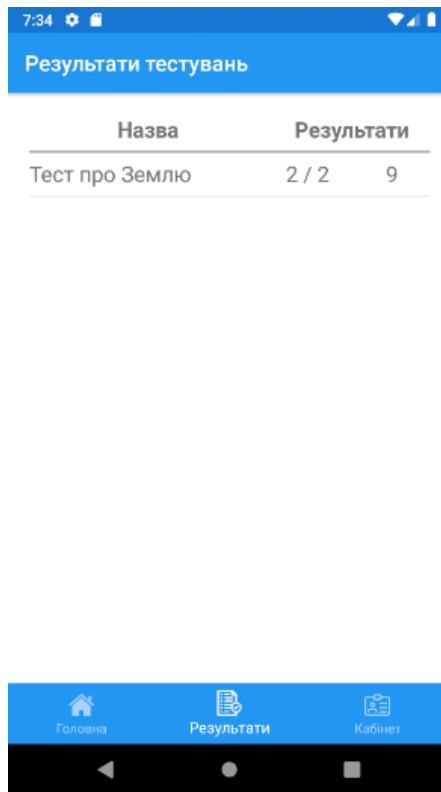 7:34
Результати тестувань
Назва Результати
Тест про Землю 2 / 2 9
Головна Результати Кабінет